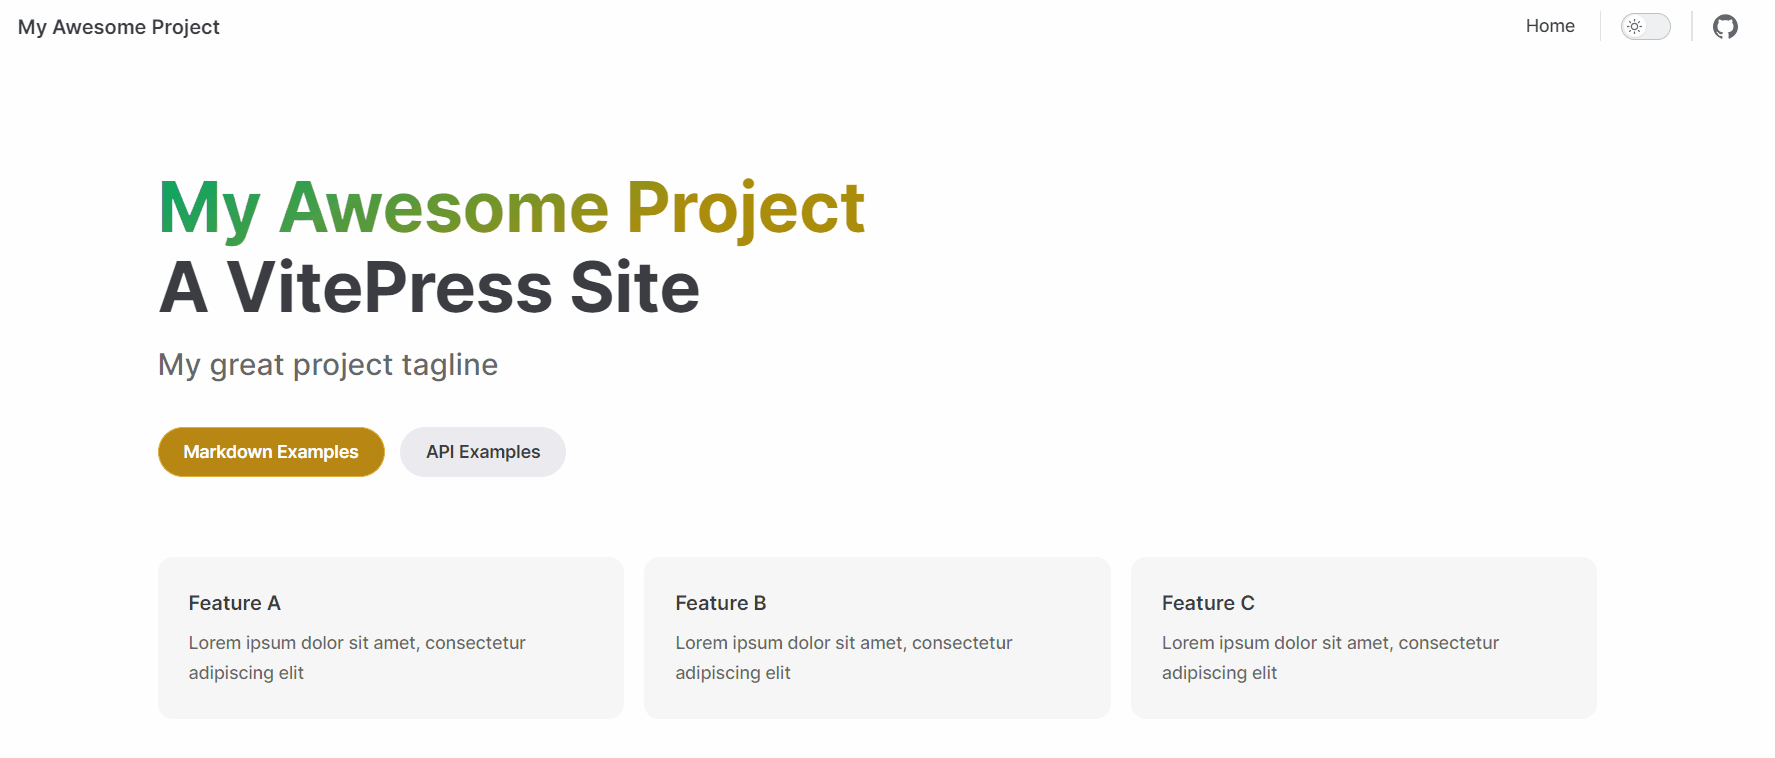 My Awesome Project
Home
My Awesome Project
A VitePress Site
My great project tagline
Markdown Examples
API Examples
Feature A
Lorem ipsum dolor sit amet, consectetur
adipiscing elit
Feature B
Lorem ipsum dolor sit amet, consectetur
adipiscing elit
Feature C
Lorem ipsum dolor sit amet, consectetur
adipiscing elit